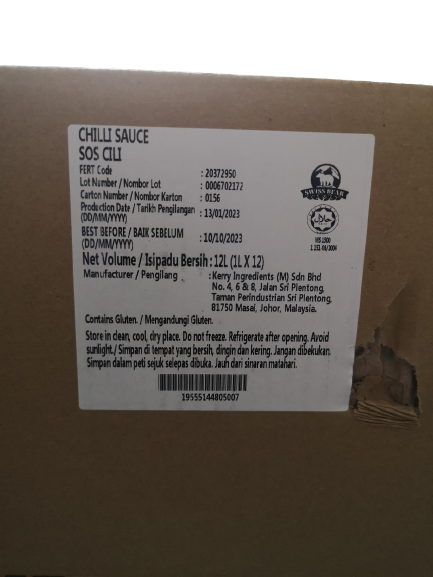 CHILLI SAUCE
SOS CILI
FERT Code : 20372950
Lot Number / Nombor Lot : 0006702172
Carton Number / Nombor Karton : 0156
Production Date / Tarikh Pengilangan : 13/01/2023
(DD/MM/YYYY)
BEST BEFORE / BAIK SEBELUM : 10/10/2023
(DD/MM/YYYY)
Net Volume / Isipadu Bersih : 12L (1L X 12)
Manufacturer / Pengilang : Kerry Ingredients (M) Sdn Bhd
No. 4, 6 & 8, Jalan Sri Plentong,
Taman Perindustrian Sri Plentong,
81750 Masai, Johor, Malaysia.
Contains Gluten. / Mengandungi Gluten.
Store in clean, cool, dry place. Do not freeze. Refrigerate after opening. Avoid
sunlight./ Simpan di tempat yang bersih, dingin dan kering. Jangan dibekukan.
Simpan dalam peti sejuk selepas dibuka. Jauh dari sinaran matahari.
19555144805007
SWISS BEAR
حلال
MS 1500